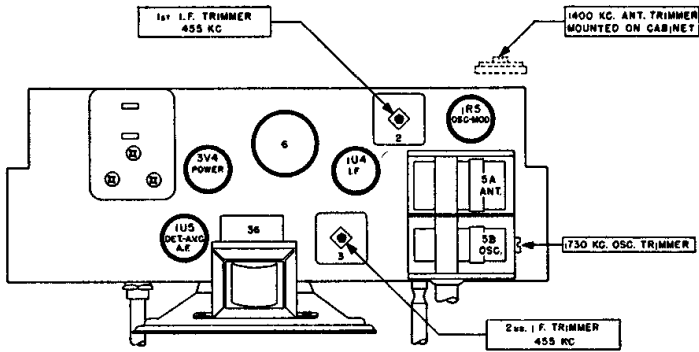 1st I.F. TRIMMER
455 KC
1400 KC. ANT. TRIMMER
MOUNTED ON CABINET
2
1R5
OSC-MOD
6
3V4
POWER
1U4
I.F.
5A
ANT.
1U5
DET.-A.V.C.
A.F.
36
3
5B
OSC.
1730 KC. OSC. TRIMMER
2ND. I F. TRIMMER
455 KC